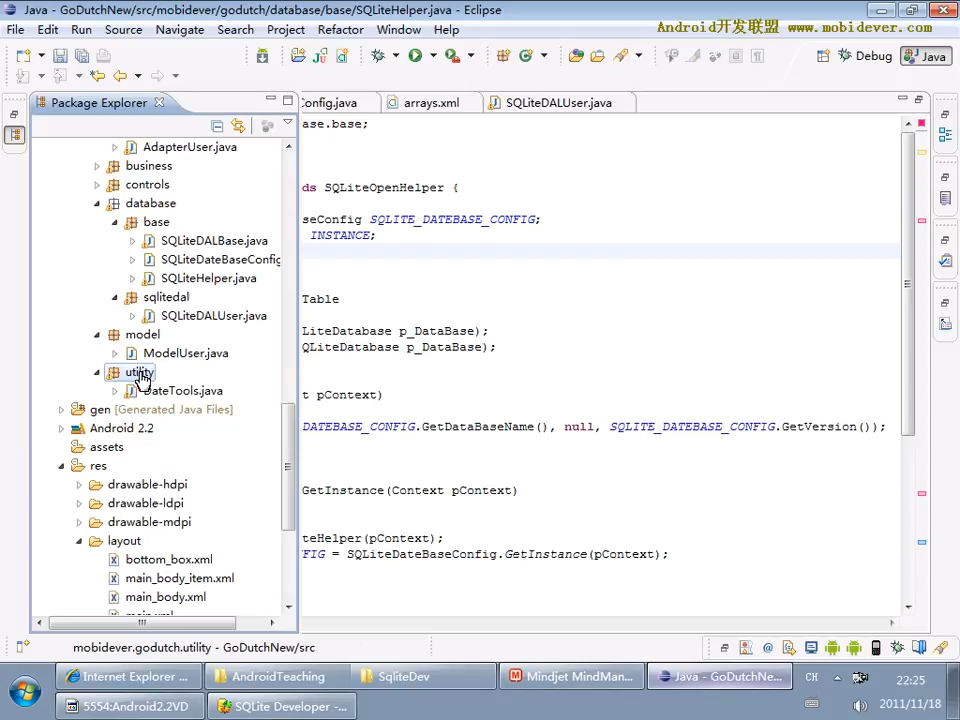 Java - GoDutchNew/src/mobidever/godutch/database/base/SQLiteHelper.java - Eclipse
File Edit Run Source Navigate Search Project Refactor Window Help
Android开发联盟 www.mobidever.com
Debug Java
Package Explorer
Config.java arrays.xml SQLiteDALUser.java
AdapterUser.java
business
controls
database
base
SQLiteDALBase.java
SQLiteDateBaseConfig
SQLiteHelper.java
sqlitedal
SQLiteDALUser.java
model
ModelUser.java
utility
DateTools.java
gen [Generated Java Files]
Android 2.2
assets
res
drawable-hdpi
drawable-ldpi
drawable-mdpi
layout
bottom_box.xml
main_body_item.xml
main_body.xml
main.xml
ase.base;
ds SQLiteOpenHelper {
seConfig SQLITE_DATEBASE_CONFIG;
INSTANCE;
Table
LiteDatabase p_DataBase);
QLiteDatabase p_DataBase);
t pContext)
DATEBASE_CONFIG.GetDataBaseName(), null, SQLITE_DATEBASE_CONFIG.GetVersion());
GetInstance(Context pContext)
teHelper(pContext);
FIG = SQLiteDateBaseConfig.GetInstance(pContext);
mobidever.godutch.utility - GoDutchNew/src
Internet Explorer ... AndroidTeaching SqliteDev Mindjet MindMan... Java - GoDutchNe...
CH
22:25
5554:Android2.2VD SQLite Developer - ...
2011/11/18